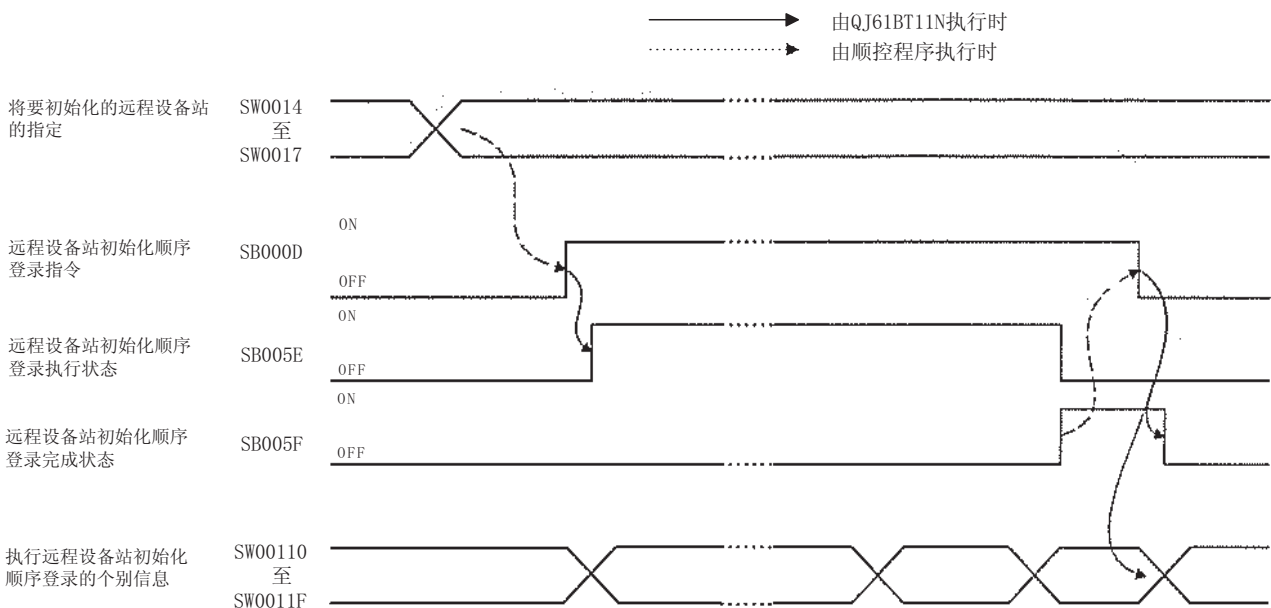 由QJ61BT11N执行时
由顺控程序执行时
将要初始化的远程设备站
的指定
SW0014
至
SW0017
远程设备站初始化顺序
登录指令
SB000D
ON
OFF
远程设备站初始化顺序
登录执行状态
SB005E
ON
OFF
远程设备站初始化顺序
登录完成状态
SB005F
ON
OFF
执行远程设备站初始化
顺序登录的个别信息
SW00110
至
SW0011F